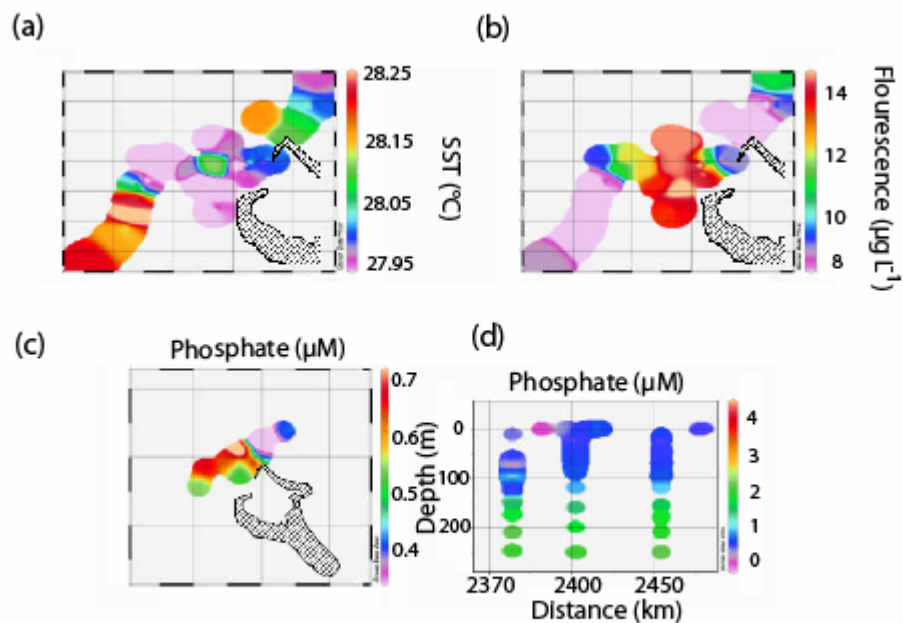 (a)
28.25
28.15
28.05
27.95
SST (°C)
(b)
14
12
10
8
Flourescence (µg L-1)
(c)
Phosphate (µM)
0.7
0.6
0.5
0.4
(d)
Phosphate (µM)
Depth (m)
0
100
200
2370
2400
2450
Distance (km)
4
3
2
1
0